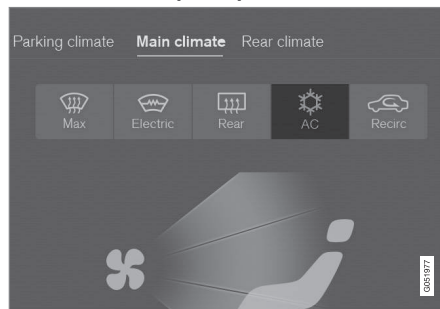 Parking climate Main climate Rear climate
Max Electric Rear AC Recirc
G051977